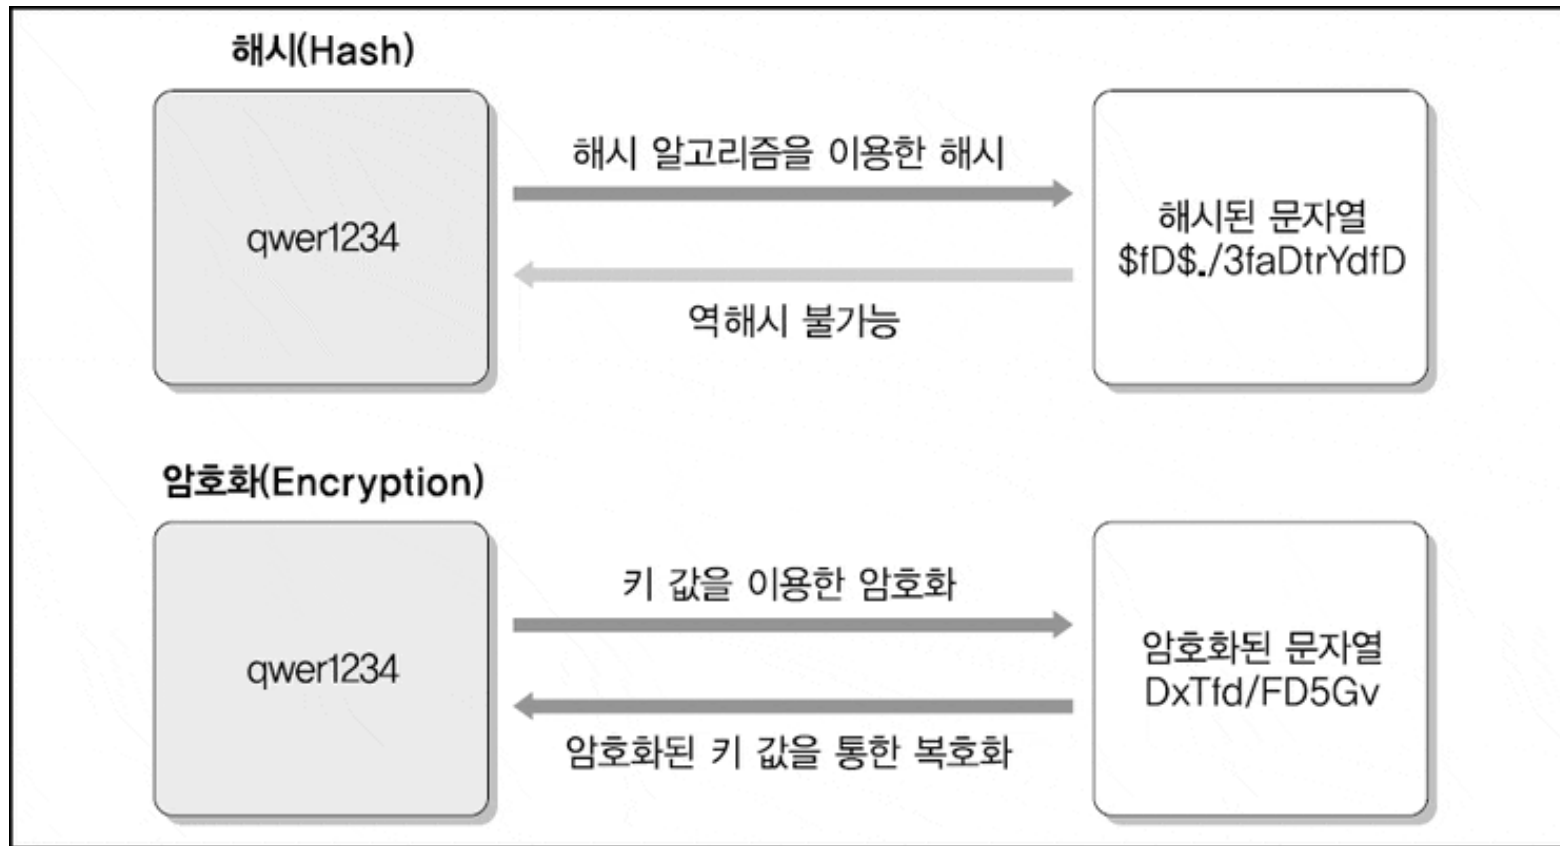 해시(Hash)
qwer1234
해시 알고리즘을 이용한 해시
역해시 불가능
해시된 문자열
$fD$./3faDtrYdfD
암호화(Encryption)
qwer1234
키 값을 이용한 암호화
암호화된 키 값을 통한 복호화
암호화된 문자열
DxTfd/FD5Gv